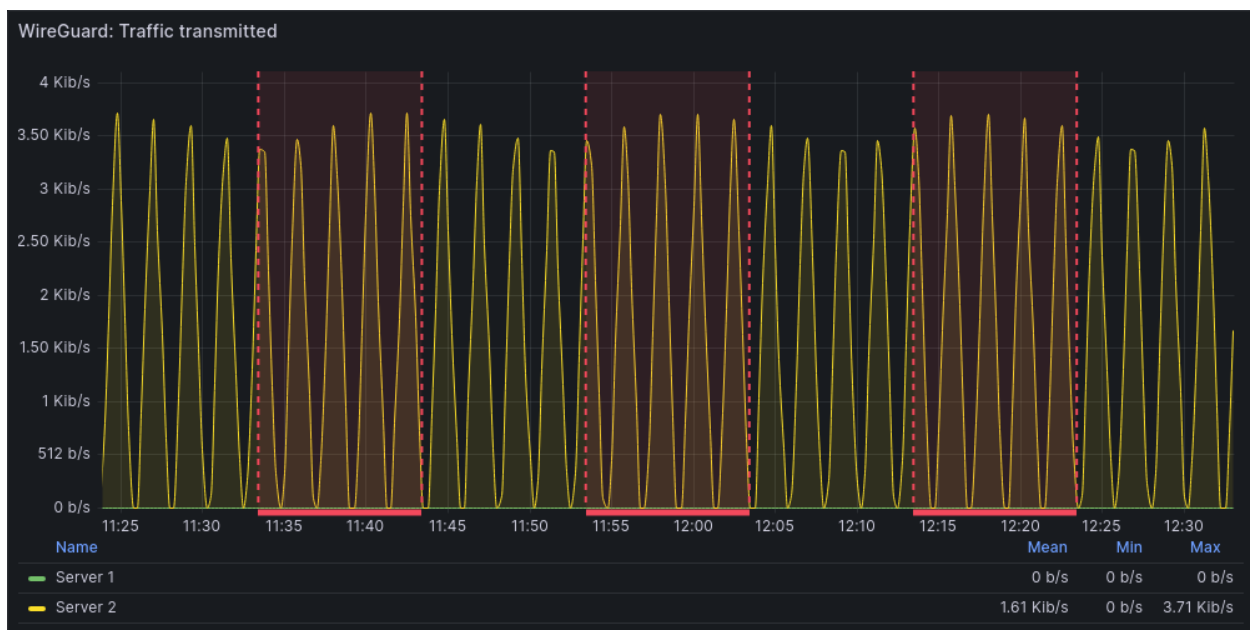 WireGuard: Traffic transmitted
4 Kib/s
3.50 Kib/s
3 Kib/s
2.50 Kib/s
2 Kib/s
1.50 Kib/s
1 Kib/s
512 b/s
0 b/s
11:25 11:30 11:35 11:40 11:45 11:50 11:55 12:00 12:05 12:10 12:15 12:20 12:25 12:30
Name Mean Min Max
Server 1 0 b/s 0 b/s 0 b/s
Server 2 1.61 Kib/s 0 b/s 3.71 Kib/s